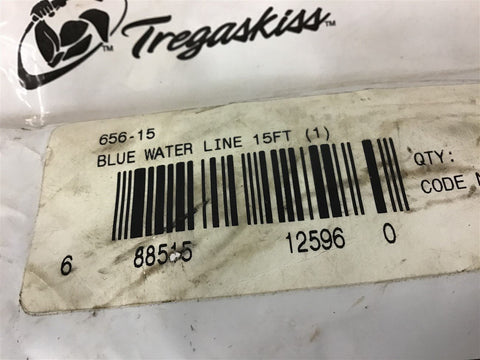 Tregaskiss
656-15
BLUE WATER LINE 15FT (1)
QTY:
CODE
6 88515 12596 0